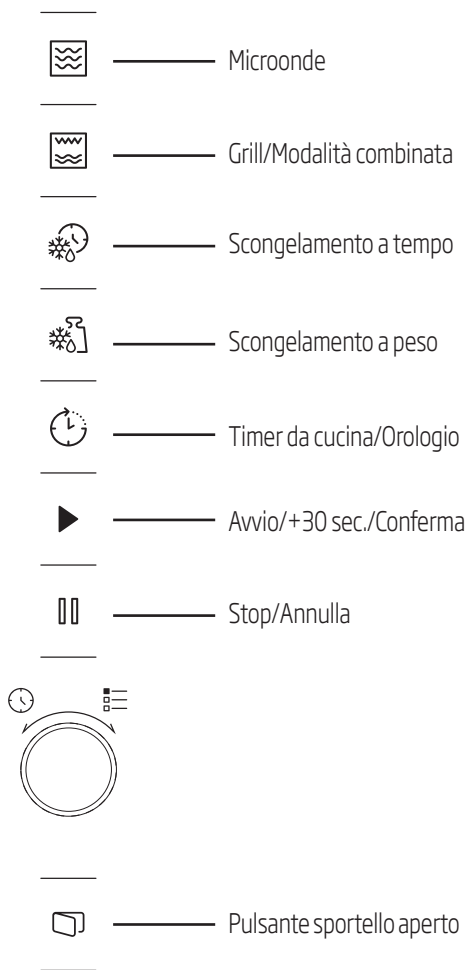 Microonde
Grill/Modalità combinata
Scongelamento a tempo
Scongelamento a peso
Timer da cucina/Orologio
Avvio/+30 sec./Conferma
Stop/Annulla
Pulsante sportello aperto